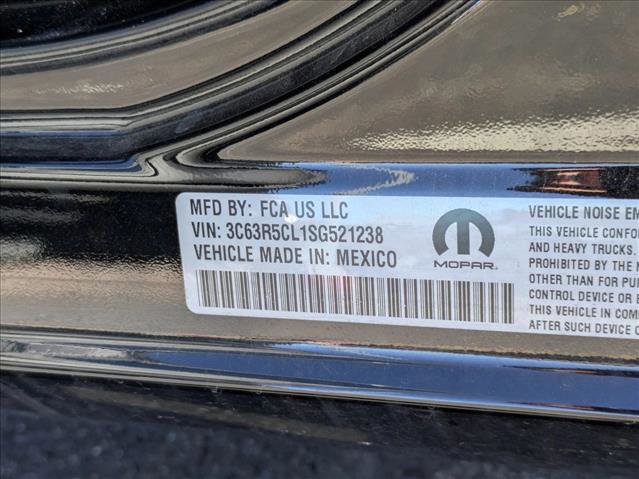 MFD BY: FCA US LLC
VIN: 3C63R5CL1SG521238
VEHICLE MADE IN: MEXICO
MOPAR
VEHICLE NOISE EM
THIS VEHICLE CONFO
AND HEAVY TRUCKS.
PROHIBITED BY THE
OTHER THAN FOR PUR
CONTROL DEVICE OR
THIS VEHICLE IN COM
AFTER SUCH DEVICE